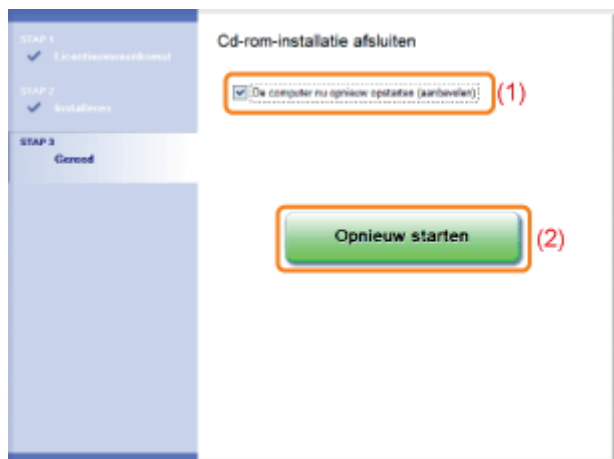 STAP 1
Licentieovereenkomst
STAP 2
Installeren
STAP 3
Gereed
Cd-rom-installatie afsluiten
De computer nu opnieuw opstarten (aanbevolen)
(1)
Opnieuw starten
(2)